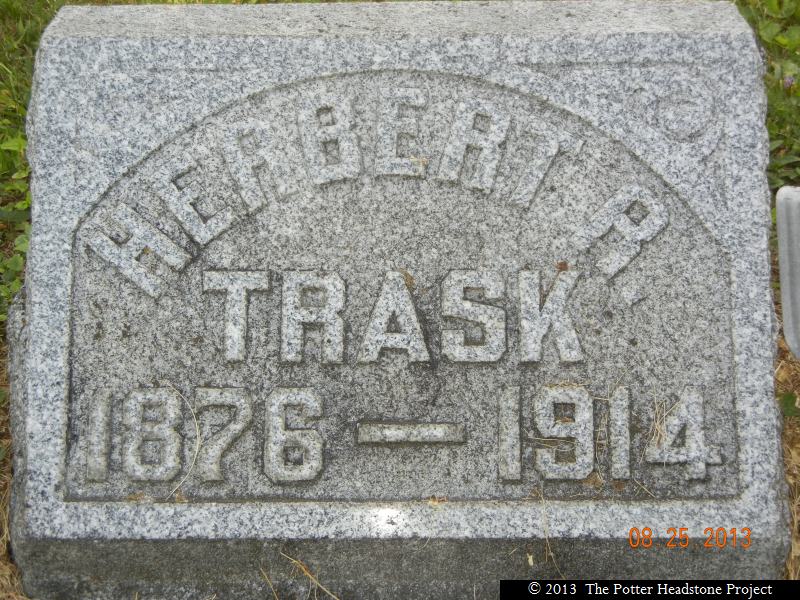 HERBERT R.
TRASK
1876 — 1914
08 25 2013
© 2013 The Potter Headstone Project